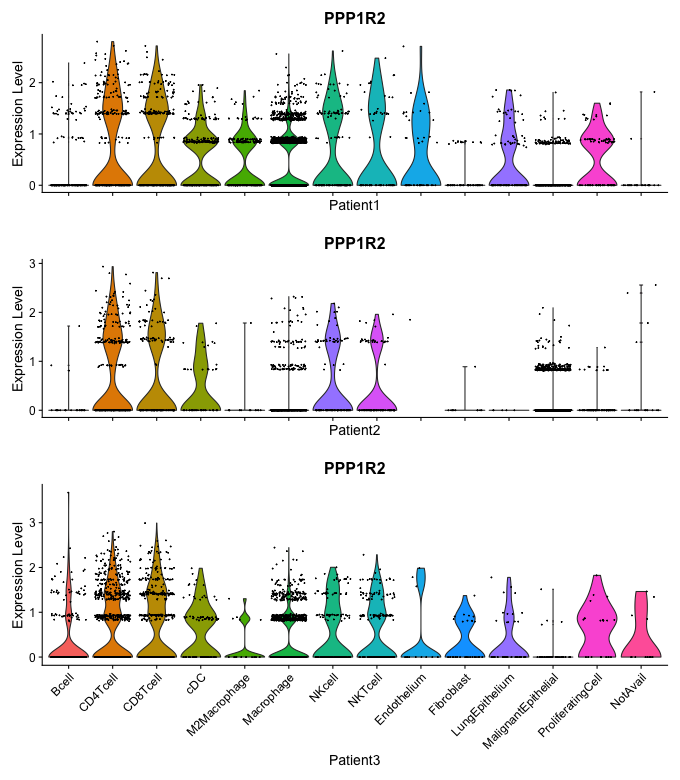 PPP1R2
Expression Level
2
1
0
Patient1
PPP1R2
Expression Level
3
2
1
0
Patient2
PPP1R2
Expression Level
3
2
1
0
Bcell
CD4Tcell
CD8Tcell
cDC
M2Macrophage
Macrophage
NKcell
NKTcell
Endothelium
Fibroblast
LungEpithelium
MalignantEpithelial
ProliferatingCell
NotAvail
Patient3